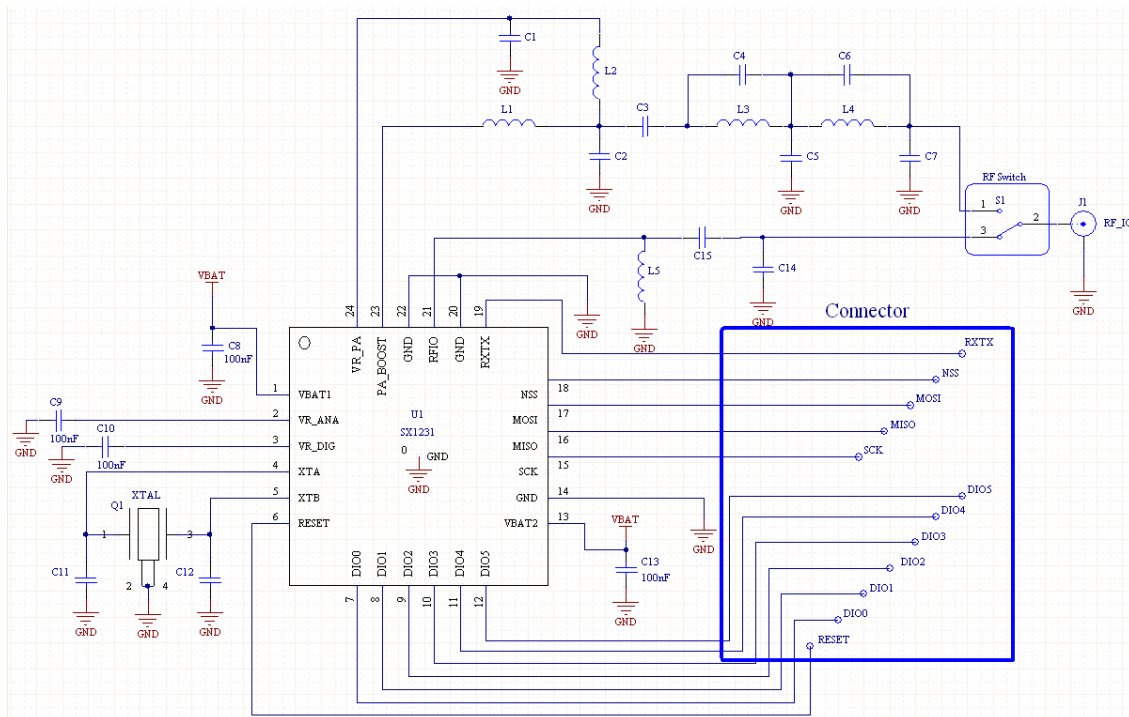 C1
GND
L2
C4
C6
L1
C3
L3
L4
C2
GND
C5
GND
C7
GND
RF Switch
S1
1
2
3
J1
RF_IO
GND
C15
L5
GND
C14
GND
GND
VBAT
C8
100nF
GND
24
23
22
21
20
19
VR_PA
PA_BOOST
GND
RFIO
GND
RXTX
Connector
RXTX
NSS
MOSI
MISO
SCK
DIO5
DIO4
DIO3
DIO2
DIO1
DIO0
RESET
1
VBAT1
2
VR_ANA
3
VR_DIG
4
XTA
5
XTB
6
RESET
C9
100nF
GND
C10
100nF
GND
U1
SX1231
0
GND
GND
NSS
18
MOSI
17
MISO
16
SCK
15
GND
14
VBAT2
13
GND
VBAT
C13
100nF
GND
XTAL
Q1
1
3
2
4
C11
GND
GND
C12
GND
DIO0
DIO1
DIO2
DIO3
DIO4
DIO5
7
8
9
10
11
12